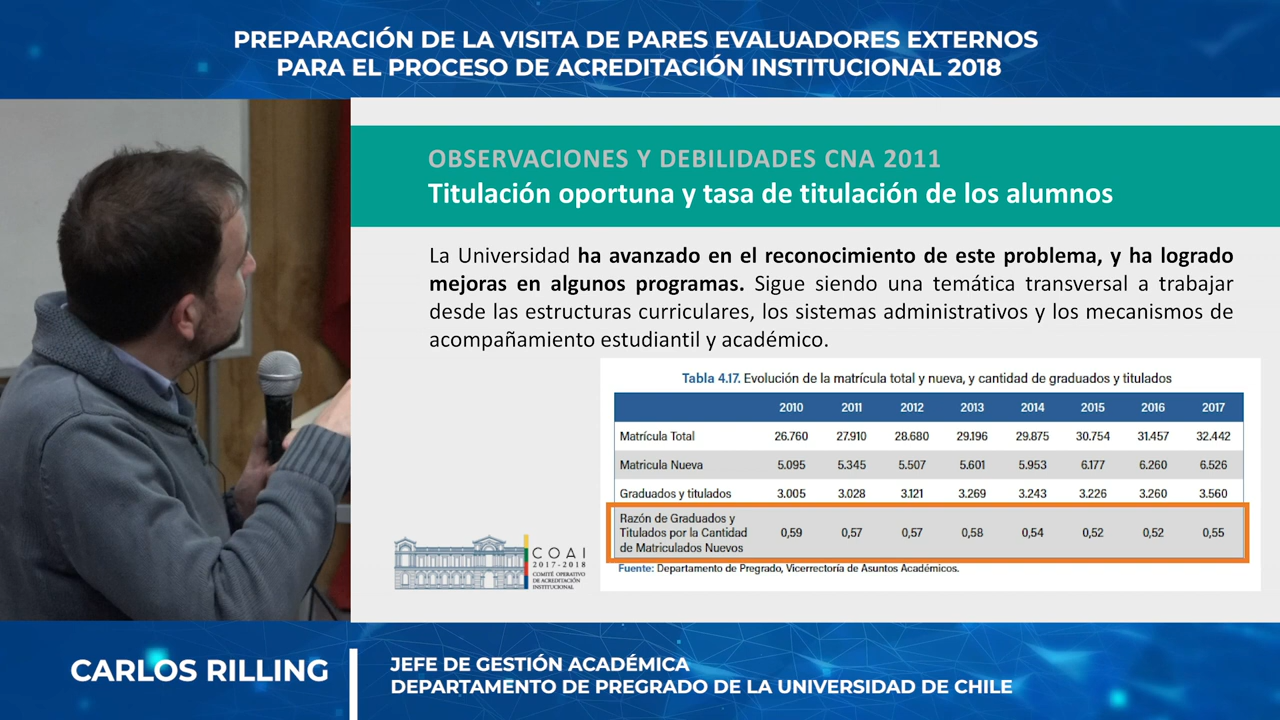 PREPARACIÓN DE LA VISITA DE PARES EVALUADORES EXTERNOS
PARA EL PROCESO DE ACREDITACIÓN INSTITUCIONAL 2018
OBSERVACIONES Y DEBILIDADES CNA 2011
Titulación oportuna y tasa de titulación de los alumnos
La Universidad ha avanzado en el reconocimiento de este problema, y ha logrado
mejoras en algunos programas. Sigue siendo una temática transversal a trabajar
desde las estructuras curriculares, los sistemas administrativos y los mecanismos de
acompañamiento estudiantil y académico.
Tabla 4.17. Evolución de la matrícula total y nueva, y cantidad de graduados y titulados
2010 2011 2012 2013 2014 2015 2016 2017
Matrícula Total 26.760 27.910 28.680 29.196 29.875 30.754 31.457 32.442
Matricula Nueva 5.095 5.345 5.507 5.601 5.953 6.177 6.260 6.526
Graduados y titulados 3.005 3.028 3.121 3.269 3.243 3.226 3.260 3.560
Razón de Graduados y
Titulados por la Cantidad 0,59 0,57 0,57 0,58 0,54 0,52 0,52 0,55
de Matriculados Nuevos
Fuente: Departamento de Pregrado, Vicerrectoría de Asuntos Académicos.
COAI
2017-2018
COMITÉ OPERATIVO
DE ACREDITACIÓN
INSTITUCIONAL
CARLOS RILLING
JEFE DE GESTIÓN ACADÉMICA
DEPARTAMENTO DE PREGRADO DE LA UNIVERSIDAD DE CHILE